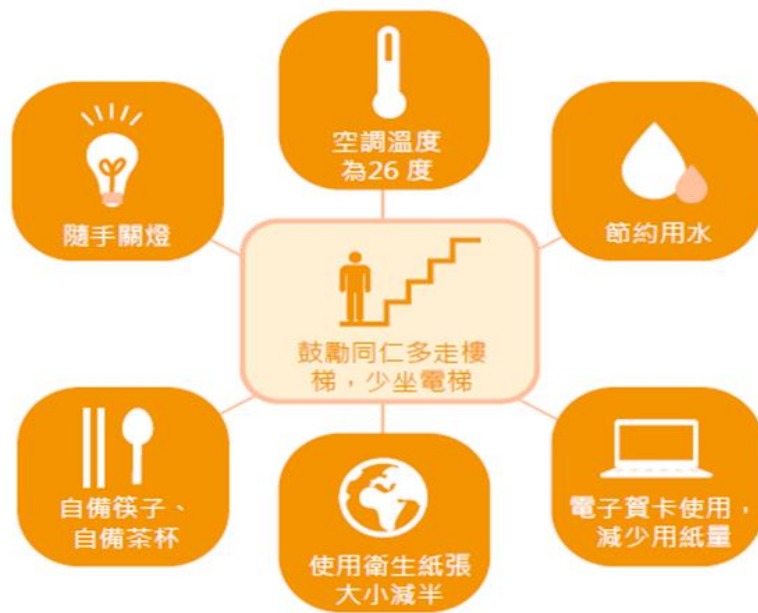 空調溫度
為26 度
隨手關燈
節約用水
鼓勵同仁多走樓
梯，少坐電梯
自備筷子、
自備茶杯
使用衛生紙張
大小減半
電子賀卡使用，
減少用紙量